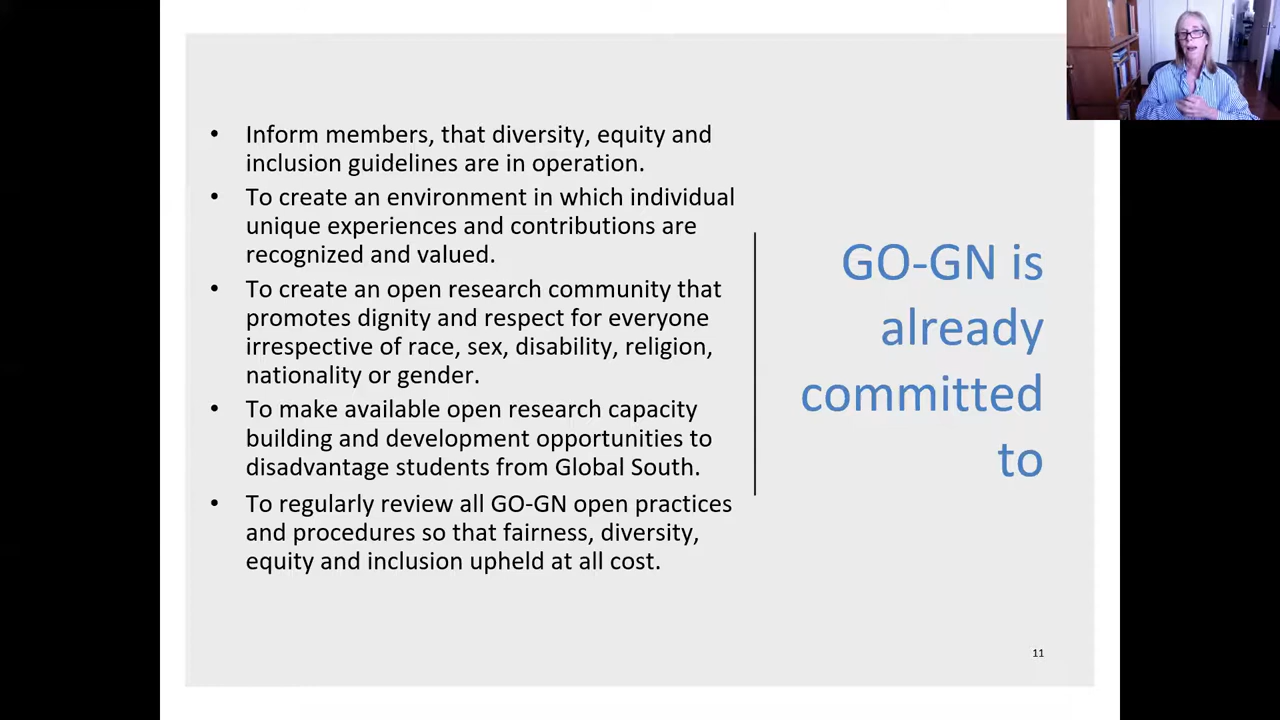 • Inform members, that diversity, equity and
inclusion guidelines are in operation.
• To create an environment in which individual
unique experiences and contributions are
recognized and valued.
• To create an open research community that
promotes dignity and respect for everyone
irrespective of race, sex, disability, religion,
nationality or gender.
• To make available open research capacity
building and development opportunities to
disadvantage students from Global South.
• To regularly review all GO-GN open practices
and procedures so that fairness, diversity,
equity and inclusion upheld at all cost.
GO-GN is
already
committed
to
11